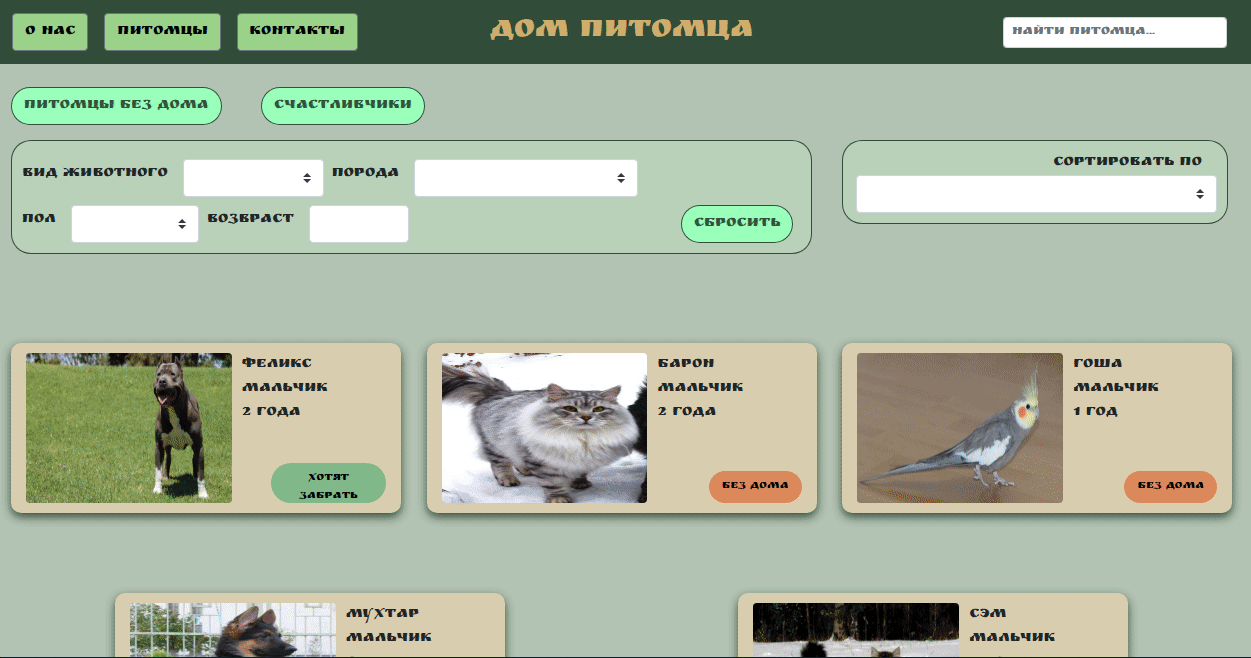 О НАС ПИТОМЦЫ КОНТАКТЫ ДОМ ПИТОМЦА НАЙТИ ПИТОМЦА...
ПИТОМЦЫ БЕЗ ДОМА СЧАСТЛИВЧИКИ
ВИД ЖИВОТНОГО ПОРОДА
ПОЛ ВОЗВРАСТ СБРОСИТЬ
СОРТИРОВАТЬ ПО
ФЕЛИКС
МАЛЬЧИК
2 ГОДА
ХОТЯТ
ЗАБРАТЬ
БАРОН
МАЛЬЧИК
2 ГОДА
БЕЗ ДОМА
ГОША
МАЛЬЧИК
1 ГОД
БЕЗ ДОМА
МУХТАР
МАЛЬЧИК
СЭМ
МАЛЬЧИК